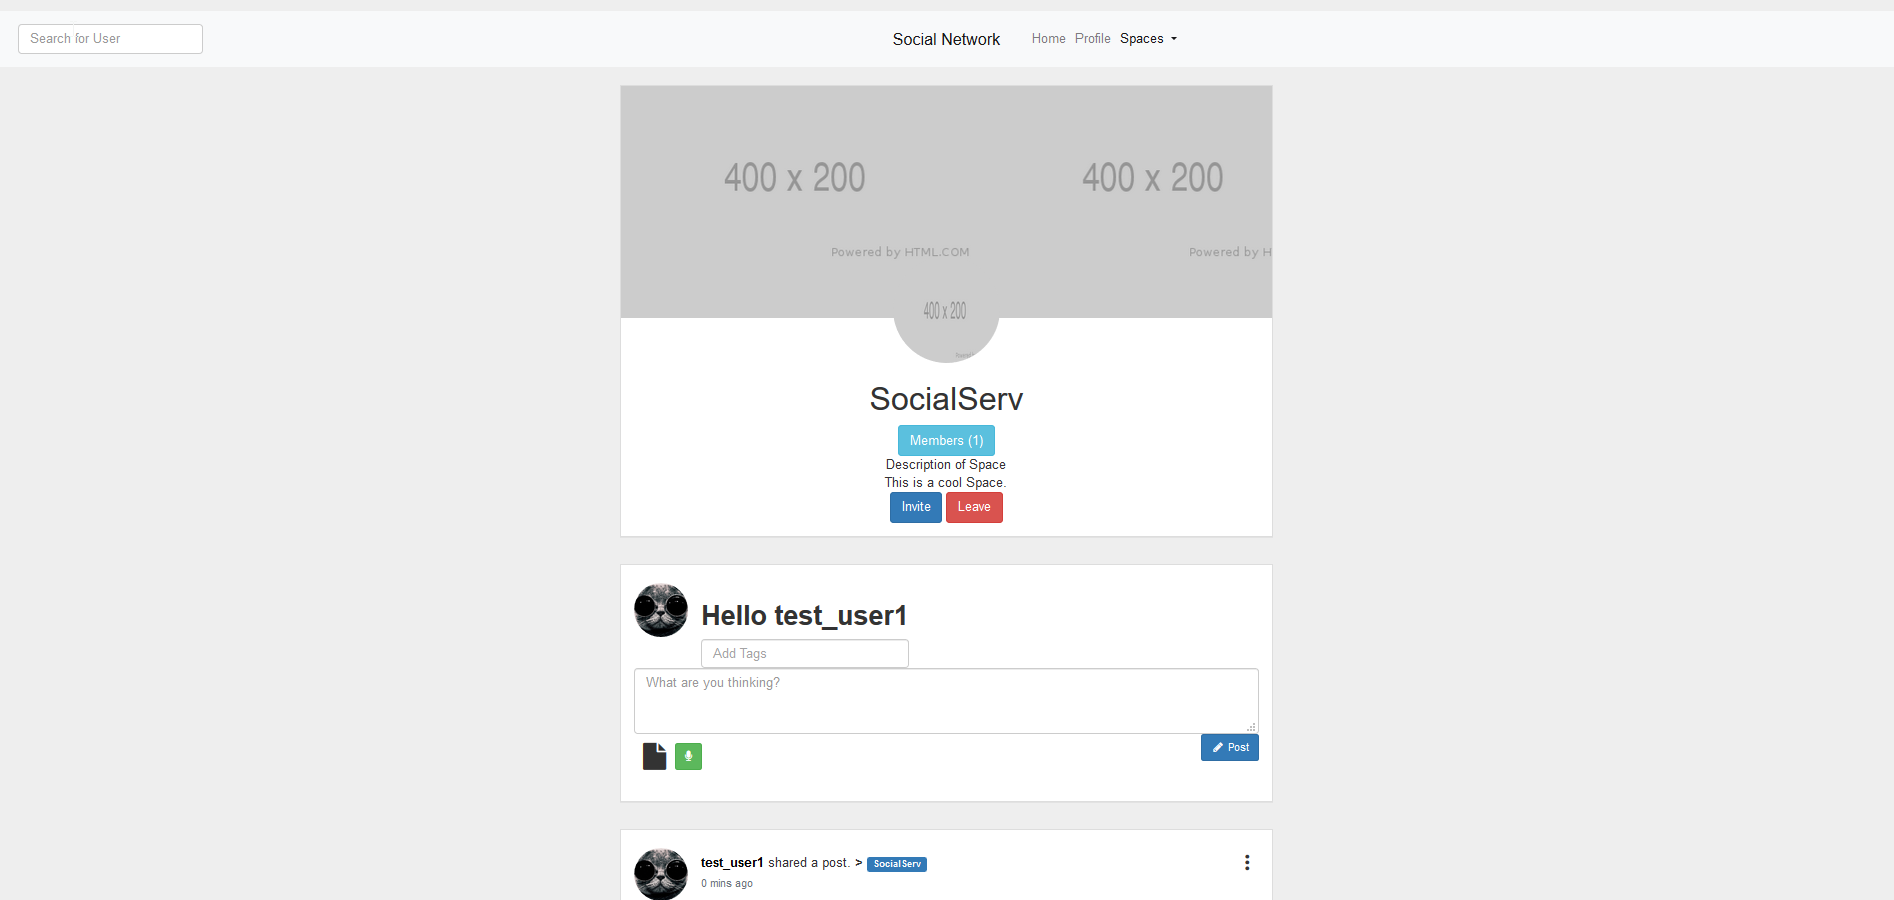 Search for User
Social Network Home Profile Spaces
400 x 200 400 x 200
Powered by HTML.COM Powered by H
400 x 200
SocialServ
Members (1)
Description of Space
This is a cool Space.
Invite Leave
Hello test_user1
Add Tags
What are you thinking?
Post
test_user1 shared a post. > SocialServ
0 mins ago